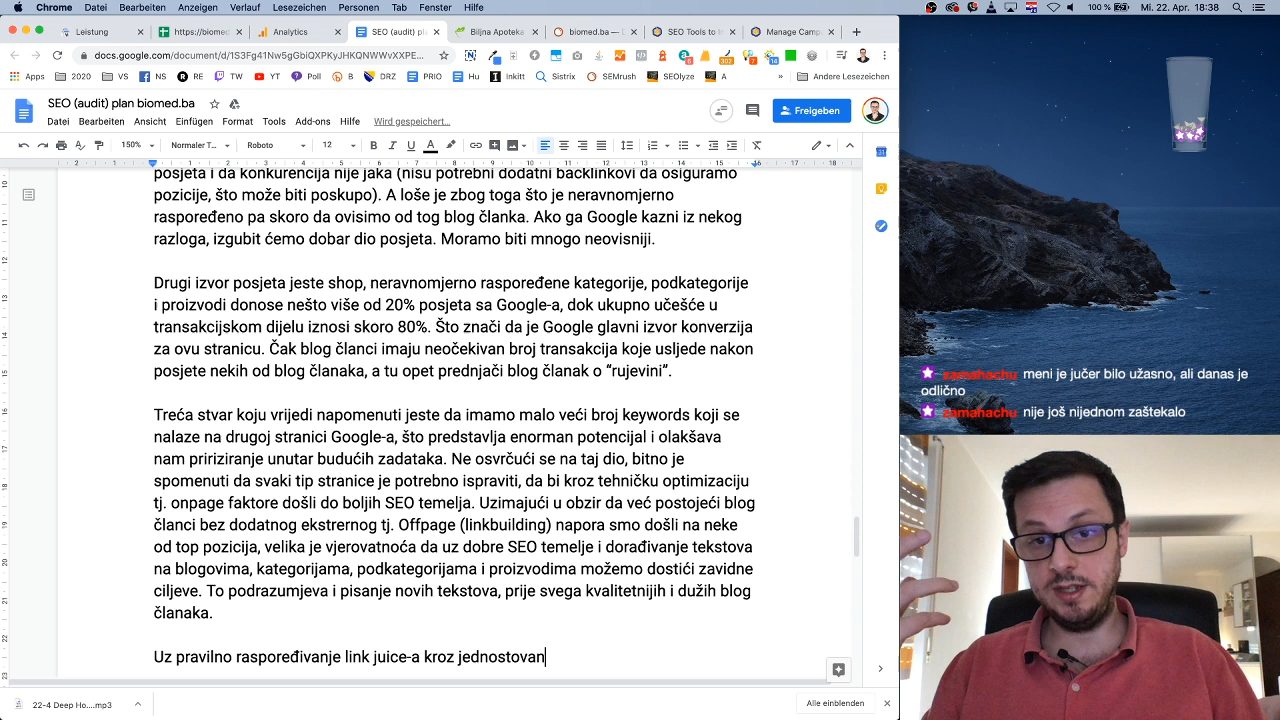 Chrome Datei Bearbeiten Anzeigen Verlauf Lesezeichen Personen Tab Fenster Hilfe 100 % Mi. 22. Apr. 18:38
Leistung https://biomed Analytics SEO (audit) pla Biljna Apoteka biomed.ba — D SEO Tools to Ir Manage Camp
docs.google.com/document/d/1S3Fg41Nw5q5GbiQXPKyJHKQNWWvXXPE...
Apps 2020 VS NS RE TW YT Poll B DRZ PRIO H Inkitt Sistrix SEMrush SEOlyze A Andere Lesezeichen
SEO (audit) plan biomed.ba
Freigeben
Datei Bearbeiten Ansicht Einfügen Format Tools Add-ons Hilfe Wird gespeichert...
150% Normaler T... Roboto 12
posjeta i da konkurencija nije jaka (nisu potrebni dodatni backlinkovi da osiguramo
pozicije, što može biti poskupo). A loše je zbog toga što je neravnomjerno
raspoređeno pa skoro da ovisimo od tog blog članka. Ako ga Google kazni iz nekog
razloga, izgubit ćemo dobar dio posjeta. Moramo biti mnogo neovisniji.
Drugi izvor posjeta jeste shop, neravnomjerno raspoređene kategorije, podkategorije
i proizvodi donose nešto više od 20% posjeta sa Google-a, dok ukupno učešće u
transakcijskom dijelu iznosi skoro 80%. Što znači da je Google glavni izvor konverzija
za ovu stranicu. Čak blog članci imaju neočekivan broj transakcija koje usljede nakon
posjete nekih od blog članaka, a tu opet prednjači blog članak o “rujevini”.
Treća stvar koju vrijedi napomenuti jeste da imamo malo veći broj keywords koji se
nalaze na drugoj stranici Google-a, što predstavlja enorman potencijal i olakšava
nam pririziranje unutar budućih zadataka. Ne osvrčući se na taj dio, bitno je
spomenuti da svaki tip stranice je potrebno ispraviti, da bi kroz tehničku optimizaciju
tj. onpage faktore došli do boljih SEO temelja. Uzimajući u obzir da već postojeći blog
članci bez dodatnog ekstrernog tj. Offpage (linkbuilding) napora smo došli na neke
od top pozicija, velika je vjerovatnoća da uz dobre SEO temelje i dorađivanje tekstova
na blogovima, kategorijama, podkategorijama i proizvodima možemo dostići zavidne
ciljeve. To podrazumjeva i pisanje novih tekstova, prije svega kvalitetnijih i dužih blog
članaka.
Uz pravilno raspoređivanje link juice-a kroz jednostovan
22-4 Deep Ho....mp3
Alle einblenden
zamahachu meni je jučer bilo užasno, ali danas je
odlično
zamahachu nije još nijednom zaštekalo